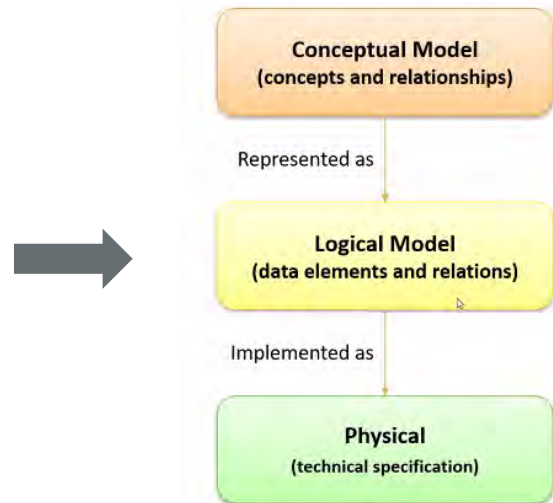 Conceptual Model
(concepts and relationships)
Represented as
Logical Model
(data elements and relations)
Implemented as
Physical
(technical specification)